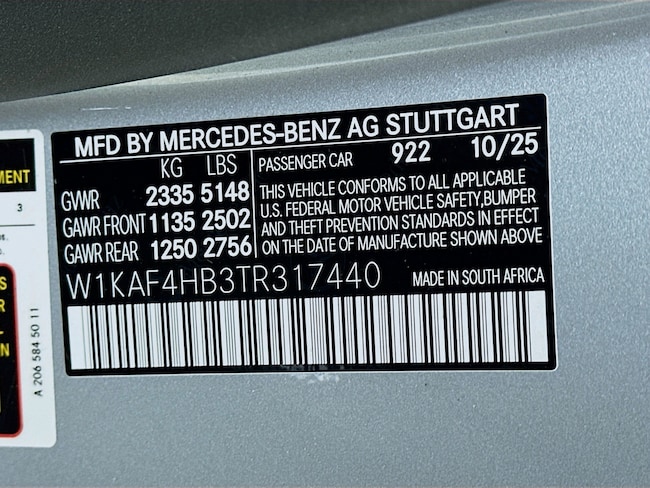 MFD BY MERCEDES-BENZ AG STUTTGART
KG LBS
GVWR 2335 5148
GAWR FRONT 1135 2502
GAWR REAR 1250 2756
PASSENGER CAR 922 10/25
THIS VEHICLE CONFORMS TO ALL APPLICABLE
U.S. FEDERAL MOTOR VEHICLE SAFETY,BUMPER
AND THEFT PREVENTION STANDARDS IN EFFECT
ON THE DATE OF MANUFACTURE SHOWN ABOVE
W1KAF4HB3TR317440 MADE IN SOUTH AFRICA
3
A 206 584 50 11